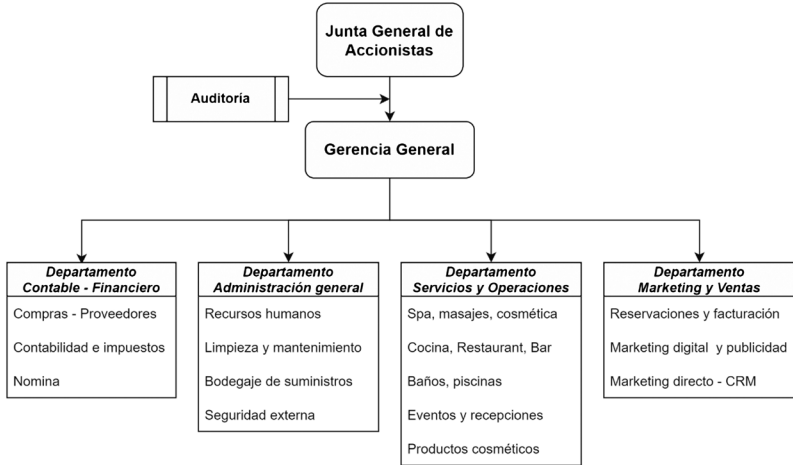 Junta General de
Accionistas
Auditoría
Gerencia General
Departamento
Contable - Financiero
Compras - Proveedores
Contabilidad e impuestos
Nomina
Departamento
Administración general
Recursos humanos
Limpieza y mantenimiento
Bodegaje de suministros
Seguridad externa
Departamento
Servicios y Operaciones
Spa, masajes, cosmética
Cocina, Restaurant, Bar
Baños, piscinas
Eventos y recepciones
Productos cosméticos
Departamento
Marketing y Ventas
Reservaciones y facturación
Marketing digital y publicidad
Marketing directo - CRM